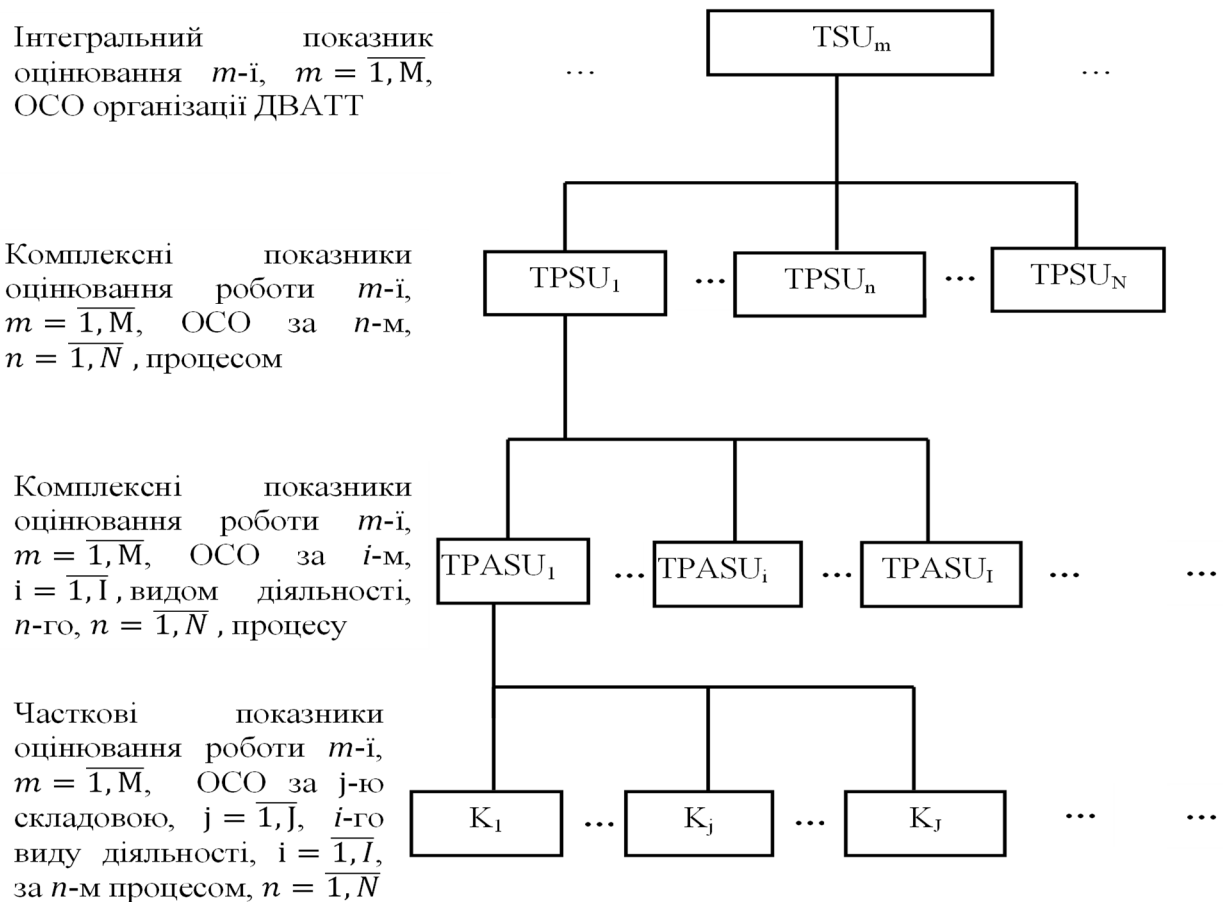 Інтегральний показник
оцінювання m-ї, m = 1, M,
ОСО організації ДВАТТ
... TSUm ...
Комплексні показники
оцінювання роботи m-ї,
m = 1, M, ОСО за n-м,
n = 1, N , процесом
TPSU1 ... TPSUn ... TPSUN
Комплексні показники
оцінювання роботи m-ї,
m = 1, M, ОСО за i-м,
i = 1, I , видом діяльності,
n-го, n = 1, N , процесу
TPASU1 ... TPASUi ... TPASUI ... ...
Часткові показники
оцінювання роботи m-ї,
m = 1, M, ОСО за j-ю
складовою, j = 1, J, i-го
виду діяльності, i = 1, I,
за n-м процесом, n = 1, N
K1 ... Kj ... KJ ... ...